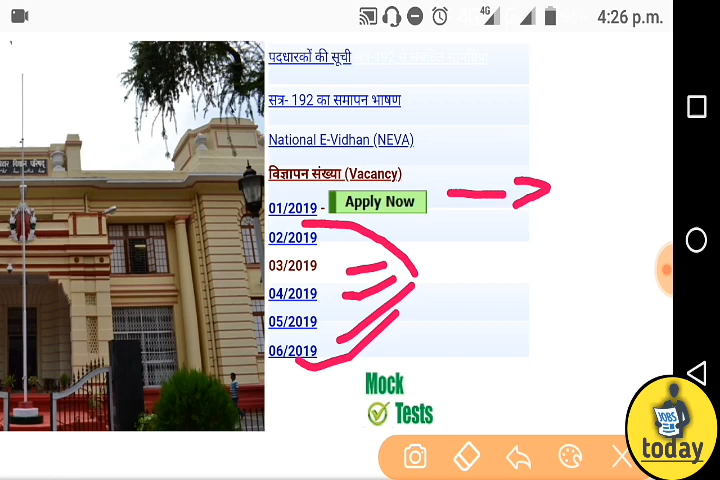 4G
4:26 p.m.
पदधारकों की सूची
सत्र- 192 का समापन भाषण
National E-Vidhan (NEVA)
विज्ञापन संख्या (Vacancy)
01/2019 - Apply Now
02/2019
03/2019
04/2019
05/2019
06/2019
Mock
Tests
JOBS
today